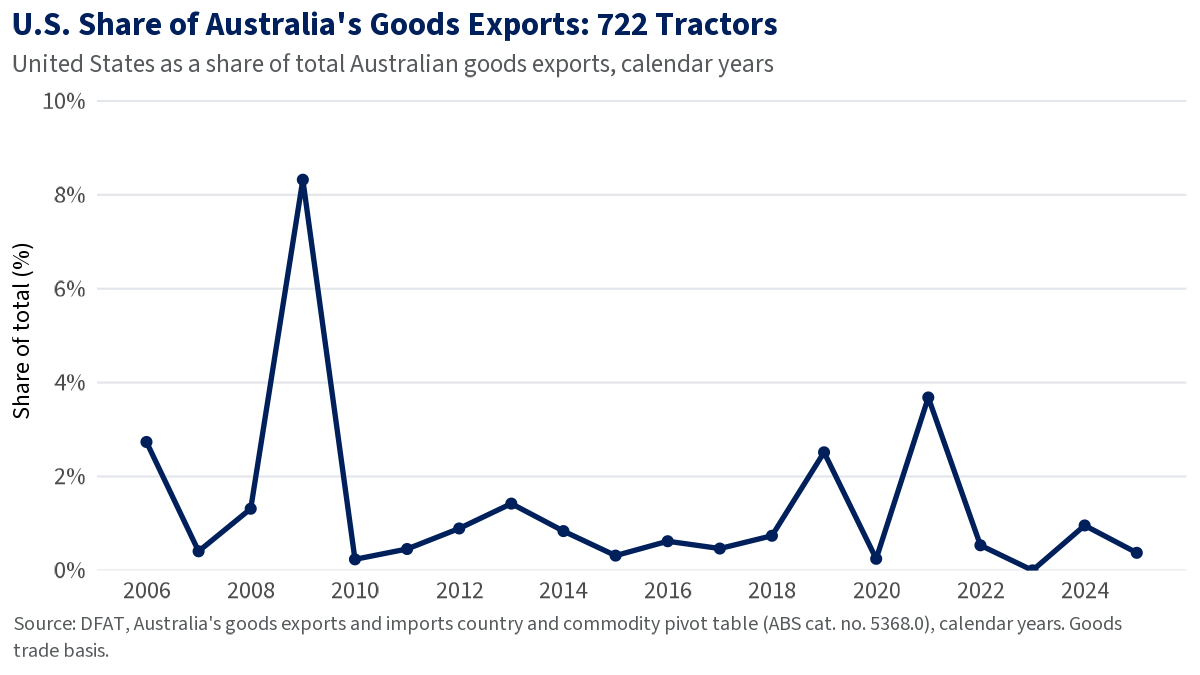 U.S. Share of Australia's Goods Exports: 722 Tractors
United States as a share of total Australian goods exports, calendar years
10%
8%
6%
4%
2%
0%
Share of total (%)
2006 2008 2010 2012 2014 2016 2018 2020 2022 2024
Source: DFAT, Australia's goods exports and imports country and commodity pivot table (ABS cat. no. 5368.0), calendar years. Goods
trade basis.